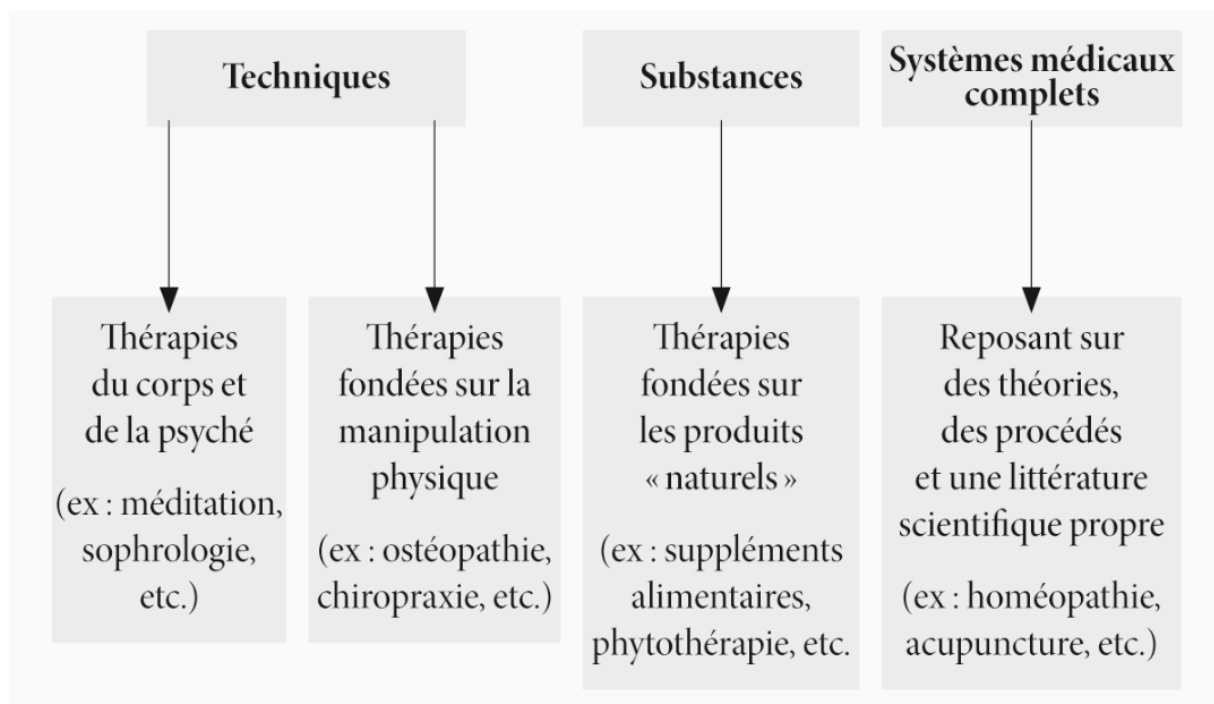 Techniques
Substances
Systèmes médicaux
complets
Thérapies
du corps et
de la psyché
(ex : méditation,
sophrologie,
etc.)
Thérapies
fondées sur la
manipulation
physique
(ex : ostéopathie,
chiropraxie, etc.)
Thérapies
fondées sur
les produits
« naturels »
(ex : suppléments
alimentaires,
phytothérapie, etc.
Reposant sur
des théories,
des procédés
et une littérature
scientifique propre
(ex : homéopathie,
acupuncture, etc.)